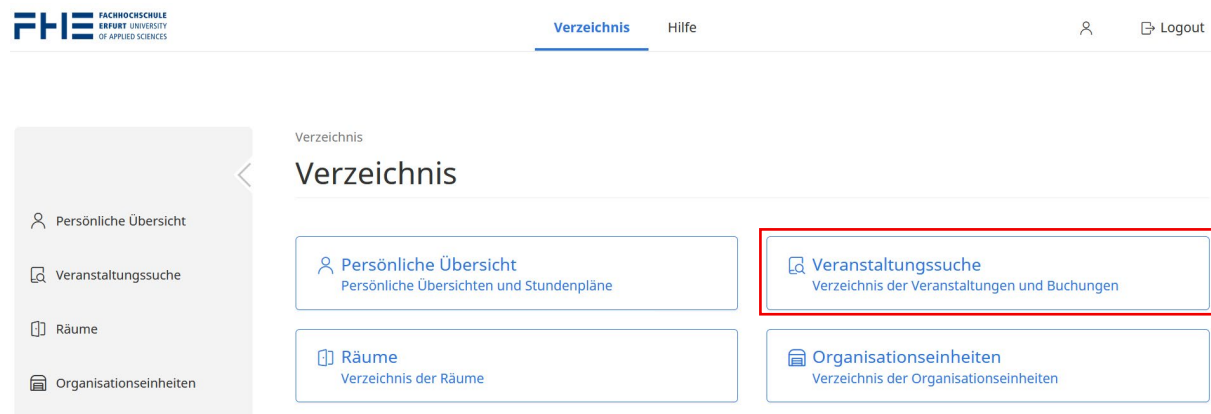 FACHHOCHSCHULE
ERFURT UNIVERSITY
OF APPLIED SCIENCES
Verzeichnis
Hilfe
Logout
Persönliche Übersicht
Veranstaltungssuche
Räume
Organisationseinheiten
Verzeichnis
Verzeichnis
Persönliche Übersicht
Persönliche Übersichten und Stundenpläne
Veranstaltungssuche
Verzeichnis der Veranstaltungen und Buchungen
Räume
Verzeichnis der Räume
Organisationseinheiten
Verzeichnis der Organisationseinheiten